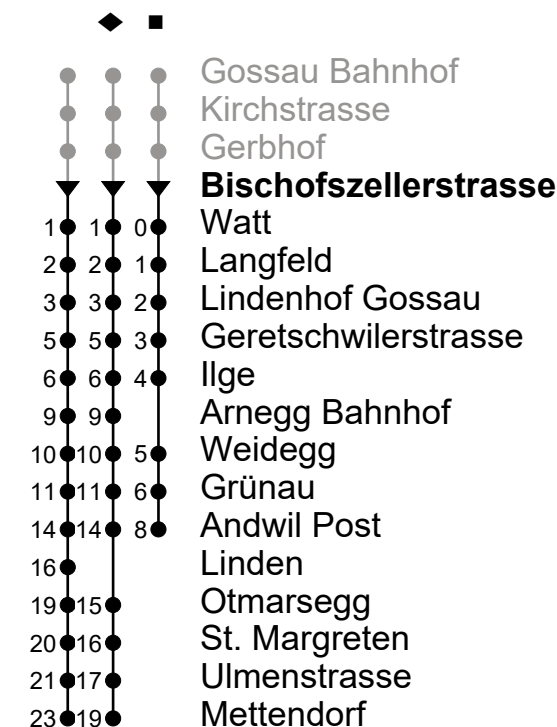 Gossau Bahnhof
Kirchstrasse
Gerbhof
Bischofszellerstrasse
1 1 0 Watt
2 2 1 Langfeld
3 3 2 Lindenhof Gossau
5 5 3 Geretschwilerstrasse
6 6 4 Ilge
9 9 Arnegg Bahnhof
10 10 5 Weidegg
11 11 6 Grünau
14 14 8 Andwil Post
16 Linden
19 15 Otmarsegg
20 16 St. Margreten
21 17 Ulmenstrasse
23 19 Mettendorf